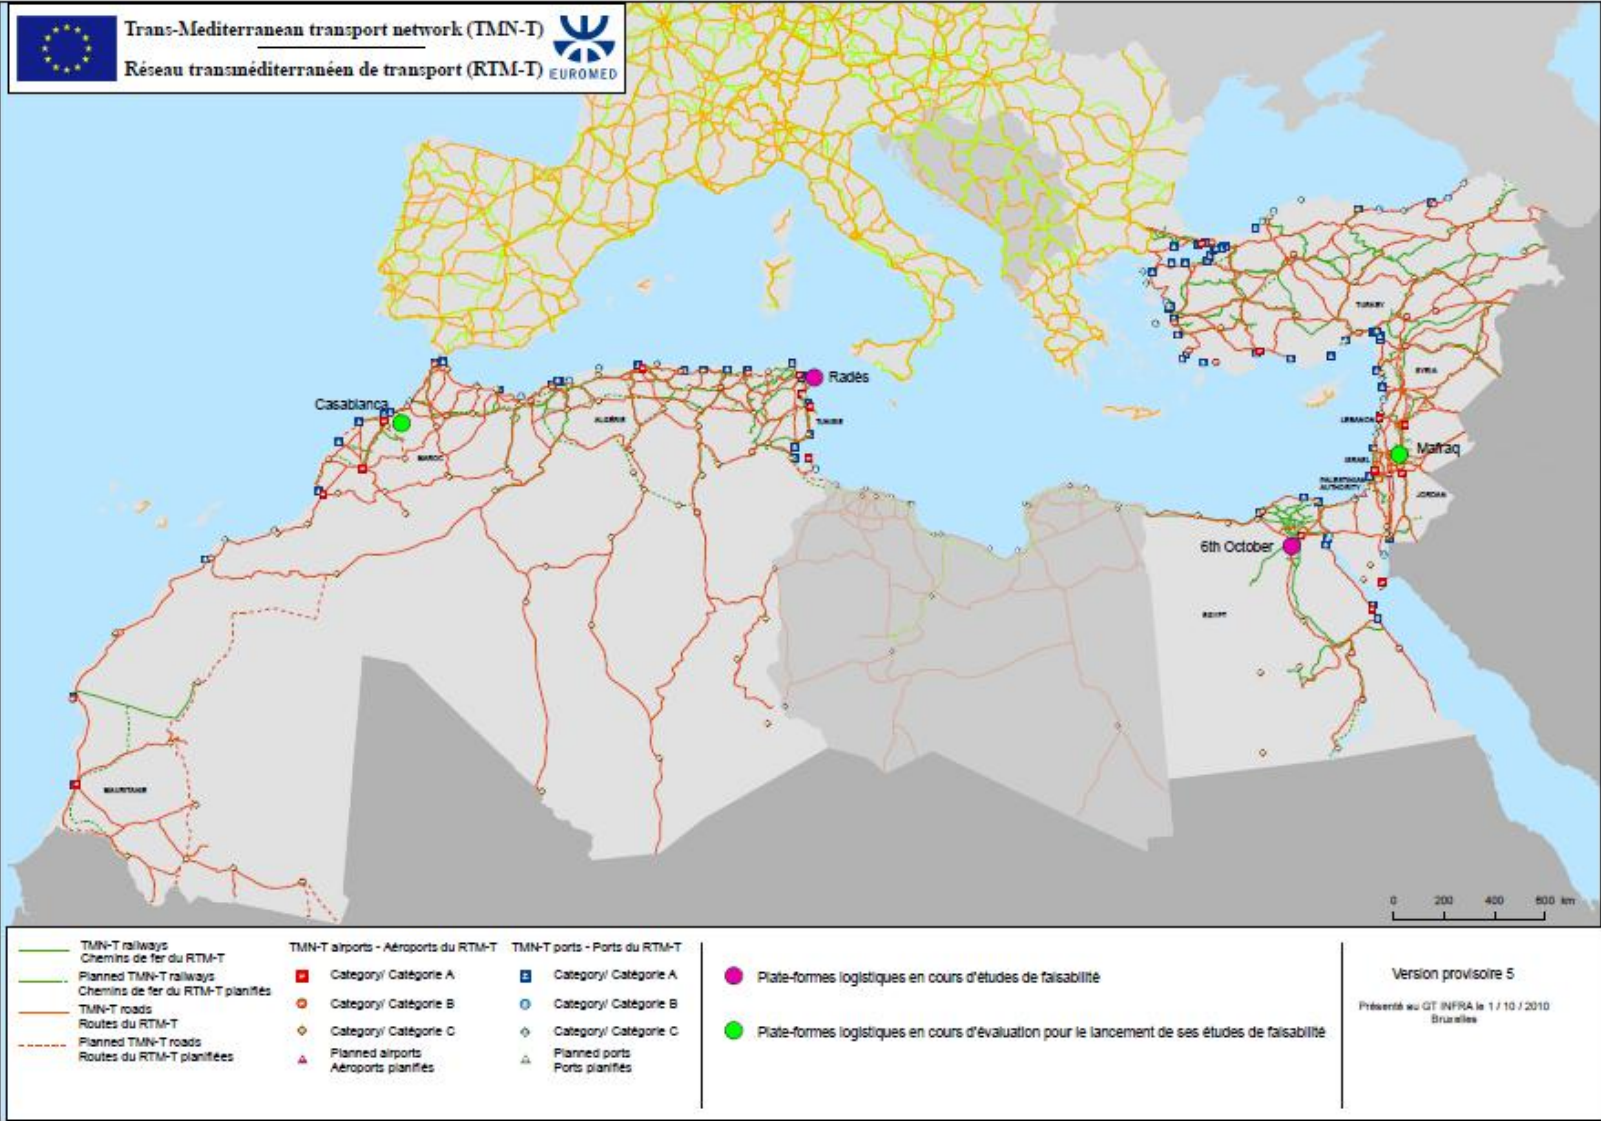 Trans-Mediterranean transport network (TMN-T)
Réseau transméditerranéen de transport (RTM-T)
EUROMED
TURKEY
SYRIA
LEBANON
Mafraq
ISRAEL
PALESTINIAN
AUTHORITY
JORDAN
Radès
Casablanca
ALGÉRIE
TUNISIE
MAROC
6th October
EGYPT
MAURITANIE
0 200 400 600 km
TMN-T railways
Chemins de fer du RTM-T
Planned TMN-T railways
Chemins de fer du RTM-T planifiés
TMN-T roads
Routes du RTM-T
Planned TMN-T roads
Routes du RTM-T planifiées
TMN-T airports - Aéroports du RTM-T
Category/ Catégorie A
Category/ Catégorie B
Category/ Catégorie C
Planned airports
Aéroports planifiés
TMN-T ports - Ports du RTM-T
Category/ Catégorie A
Category/ Catégorie B
Category/ Catégorie C
Planned ports
Ports planifiés
Plate-formes logistiques en cours d'études de faisabilité
Plate-formes logistiques en cours d'évaluation pour le lancement de ses études de faisabilité
Version provisoire 5
Présenté au GT INFRA le 1 / 10 / 2010
Bruxelles